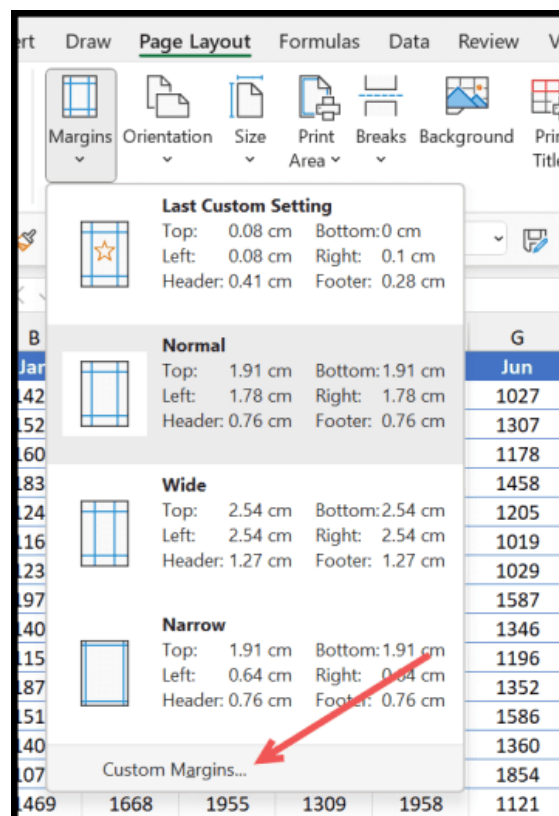 Draw Page Layout Formulas Data Review
Margins Orientation Size Print Area Breaks Background
Last Custom Setting
Top: 0.08 cm Bottom: 0 cm
Left: 0.08 cm Right: 0.1 cm
Header: 0.41 cm Footer: 0.28 cm
B G
Jun
Normal
Top: 1.91 cm Bottom: 1.91 cm
Left: 1.78 cm Right: 1.78 cm
Header: 0.76 cm Footer: 0.76 cm
Wide
Top: 2.54 cm Bottom: 2.54 cm
Left: 2.54 cm Right: 2.54 cm
Header: 1.27 cm Footer: 1.27 cm
Narrow
Top: 1.91 cm Bottom: 1.91 cm
Left: 0.64 cm Right: 0.64 cm
Header: 0.76 cm Footer: 0.76 cm
Custom Margins...
1027
1307
1178
1458
1205
1019
1029
1587
1346
1196
1352
1586
1360
1854
1469 1668 1955 1309 1958 1121